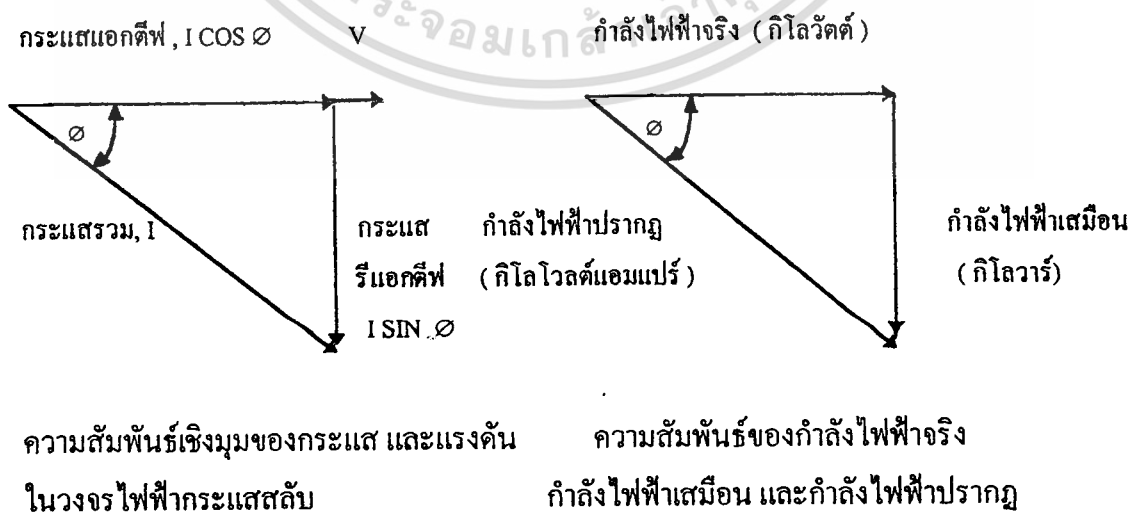 กระแสแอกตีฟ , I COS Ø V
Ø
กระแสรวม, I
กระแส
รีแอกตีฟ
I SIN Ø
กำลังไฟฟ้าจริง ( กิโลวัตต์ )
Ø
กำลังไฟฟ้าปรากฏ
( กิโลโวลต์แอมแปร์ )
กำลังไฟฟ้าเสมือน
( กิโลวาร์)
ความสัมพันธ์เชิงมุมของกระแส และแรงดัน
ในวงจรไฟฟ้ากระแสสลับ
ความสัมพันธ์ของกำลังไฟฟ้าจริง
กำลังไฟฟ้าเสมือน และกำลังไฟฟ้าปรากฏ